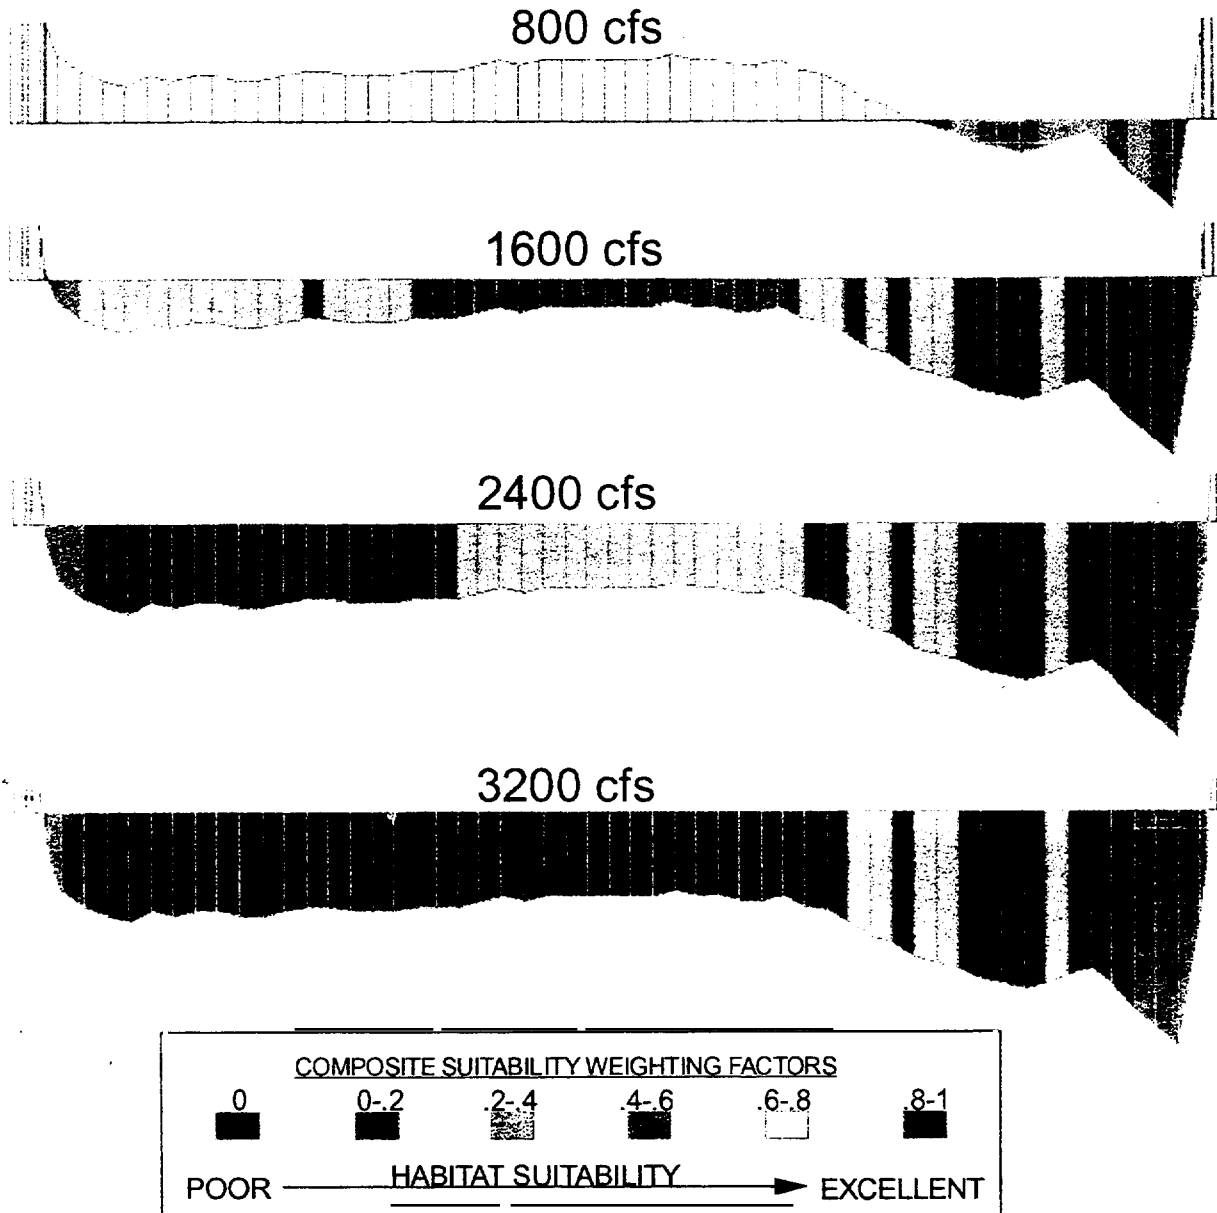 800 cfs
1600 cfs
2400 cfs
3200 cfs
COMPOSITE SUITABILITY WEIGHTING FACTORS
0 0-.2 .2-.4 .4-.6 .6-.8 .8-1
POOR HABITAT SUITABILITY EXCELLENT